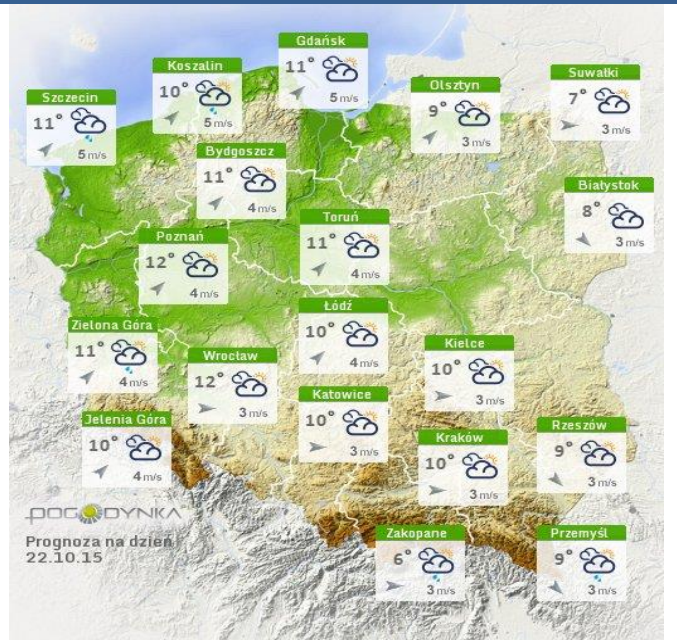 Gdańsk
11°
5 m/s
Koszalin
10°
5 m/s
Suwałki
7°
3 m/s
Olsztyn
9°
3 m/s
Szczecin
11°
5 m/s
Bydgoszcz
11°
4 m/s
Białystok
8°
3 m/s
Toruń
11°
4 m/s
Poznań
12°
4 m/s
Łódź
10°
4 m/s
Zielona Góra
11°
4 m/s
Kielce
10°
3 m/s
Wrocław
12°
3 m/s
Katowice
10°
3 m/s
Jelenia Góra
10°
4 m/s
Rzeszów
9°
3 m/s
Kraków
10°
3 m/s
POGODYNKA
Prognoza na dzień
22.10.15
Zakopane
6°
3 m/s
Przemyśl
9°
3 m/s